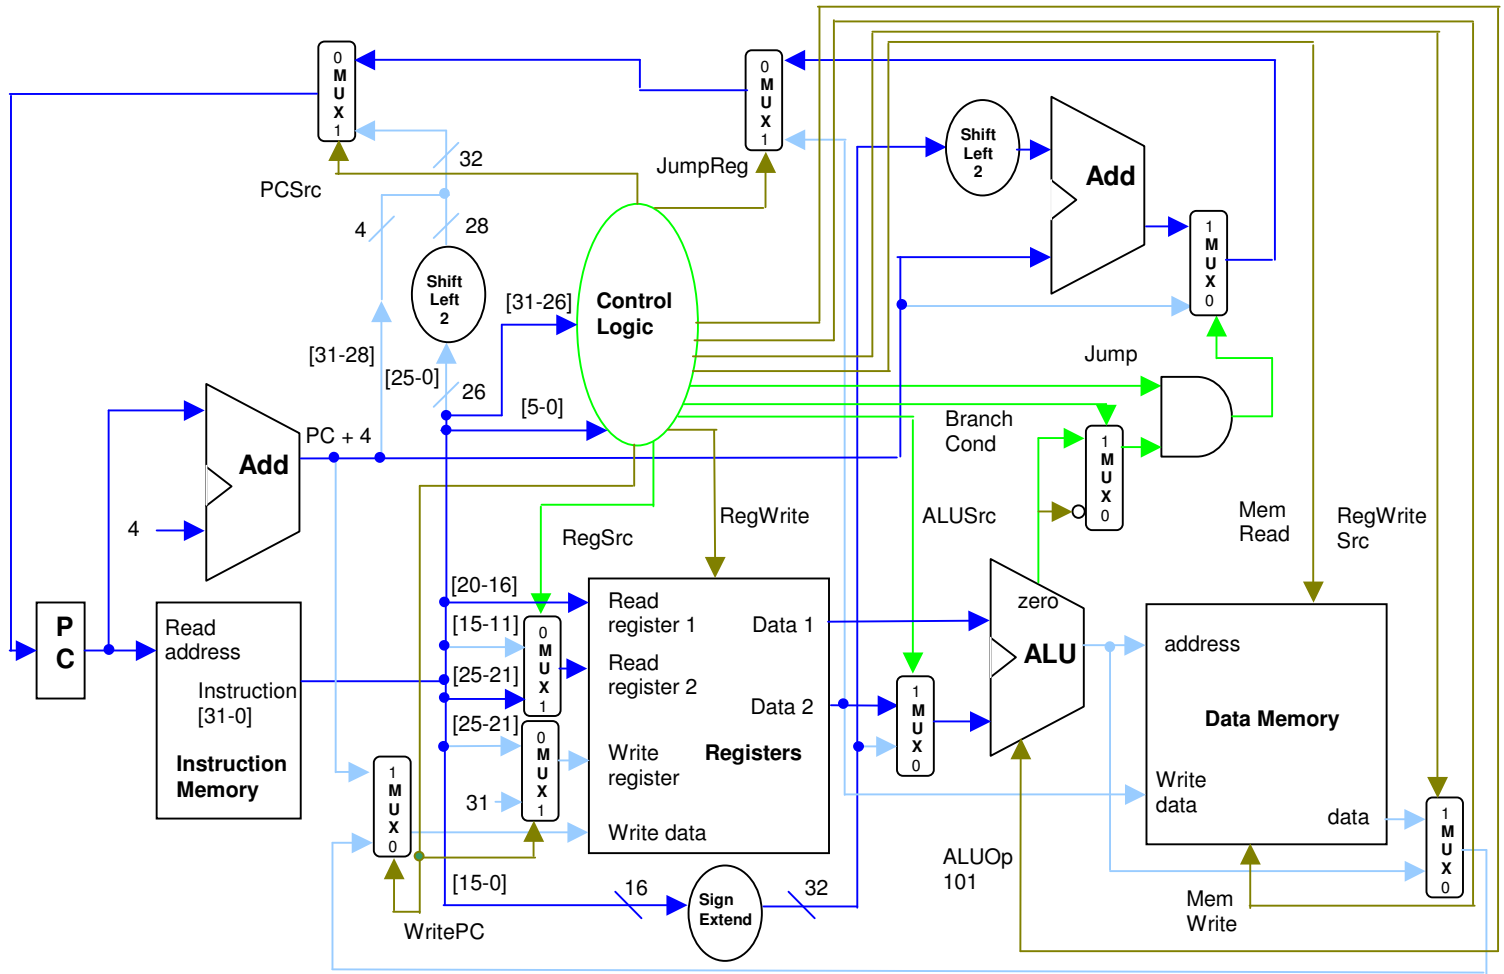 0
M
U
X
1
PCSrc
32
4
28
Shift
Left
2
[31-28]
[25-0]
26
[31-26]
[5-0]
Control
Logic
JumpReg
0
M
U
X
1
Shift
Left
2
Add
1
M
U
X
0
Jump
Branch
Cond
1
M
U
X
0
PC + 4
Add
4
P
C
Read
address
Instruction
[31-0]
Instruction
Memory
RegSrc
RegWrite
ALUSrc
Mem
Read
RegWrite
Src
[20-16]
[15-11]
[25-21]
[25-21]
31
0
M
U
X
1
0
M
U
X
1
1
M
U
X
0
Read
register 1
Read
register 2
Write
register
Write data
Data 1
Data 2
Registers
1
M
U
X
0
zero
ALU
address
Data Memory
Write
data
data
1
M
U
X
0
[15-0]
16
Sign
Extend
32
WritePC
ALUOp
101
Mem
Write